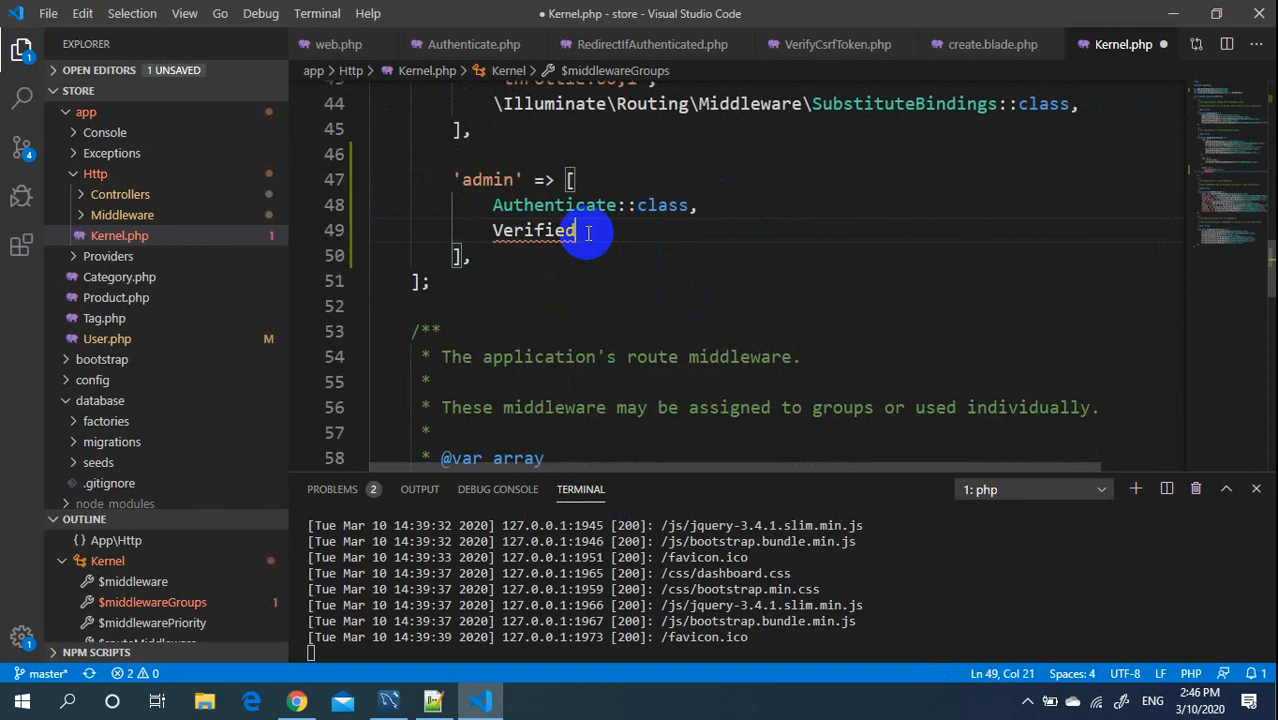 File Edit Selection View Go Debug Terminal Help
● Kernel.php - store - Visual Studio Code
EXPLORER
web.php Authenticate.php RedirectIfAuthenticated.php VerifyCsrfToken.php create.blade.php Kernel.php
OPEN EDITORS 1 UNSAVED
app > Http > Kernel.php > Kernel > $middlewareGroups
STORE
app
Console
Exceptions
Http
Controllers
Middleware
Kernel.php 1
Providers
Category.php
Product.php
Tag.php
User.php M
bootstrap
config
database
factories
migrations
seeds
.gitignore
node_modules
OUTLINE
App\Http
Kernel
$middleware
$middlewareGroups 1
$middlewarePriority
NPM SCRIPTS
1
4
1
44 \Illuminate\Routing\Middleware\SubstituteBindings::class,
45 ],
46
47 'admin' => [
48 Authenticate::class,
49 Verified
50 ],
51 ];
52
53 /**
54 * The application's route middleware.
55 *
56 * These middleware may be assigned to groups or used individually.
57 *
58 * @var array
PROBLEMS 2 OUTPUT DEBUG CONSOLE TERMINAL 1: php
[Tue Mar 10 14:39:32 2020] 127.0.0.1:1945 [200]: /js/jquery-3.4.1.slim.min.js
[Tue Mar 10 14:39:32 2020] 127.0.0.1:1946 [200]: /js/bootstrap.bundle.min.js
[Tue Mar 10 14:39:33 2020] 127.0.0.1:1951 [200]: /favicon.ico
[Tue Mar 10 14:39:37 2020] 127.0.0.1:1965 [200]: /css/dashboard.css
[Tue Mar 10 14:39:37 2020] 127.0.0.1:1964 [200]: /css/bootstrap.min.css
[Tue Mar 10 14:39:37 2020] 127.0.0.1:1966 [200]: /js/jquery-3.4.1.slim.min.js
[Tue Mar 10 14:39:37 2020] 127.0.0.1:1967 [200]: /js/bootstrap.bundle.min.js
[Tue Mar 10 14:39:39 2020] 127.0.0.1:1973 [200]: /favicon.ico
master* 2 0 Ln 49, Col 21 Spaces: 4 UTF-8 LF PHP 1
ENG 2:46 PM
3/10/2020